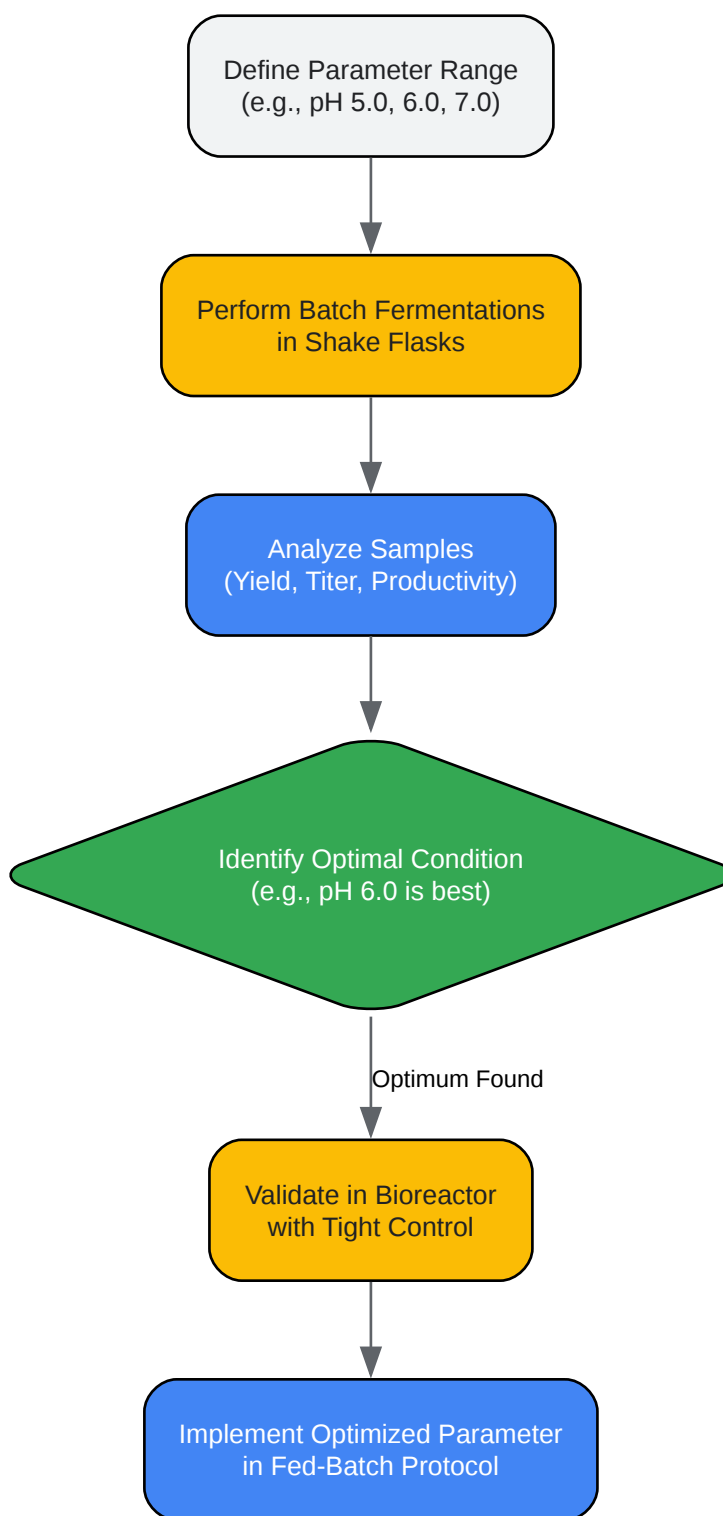 Define Parameter Range
(e.g., pH 5.0, 6.0, 7.0)
Perform Batch Fermentations
in Shake Flasks
Analyze Samples
(Yield, Titer, Productivity)
Identify Optimal Condition
(e.g., pH 6.0 is best)
Optimum Found
Validate in Bioreactor
with Tight Control
Implement Optimized Parameter
in Fed-Batch Protocol